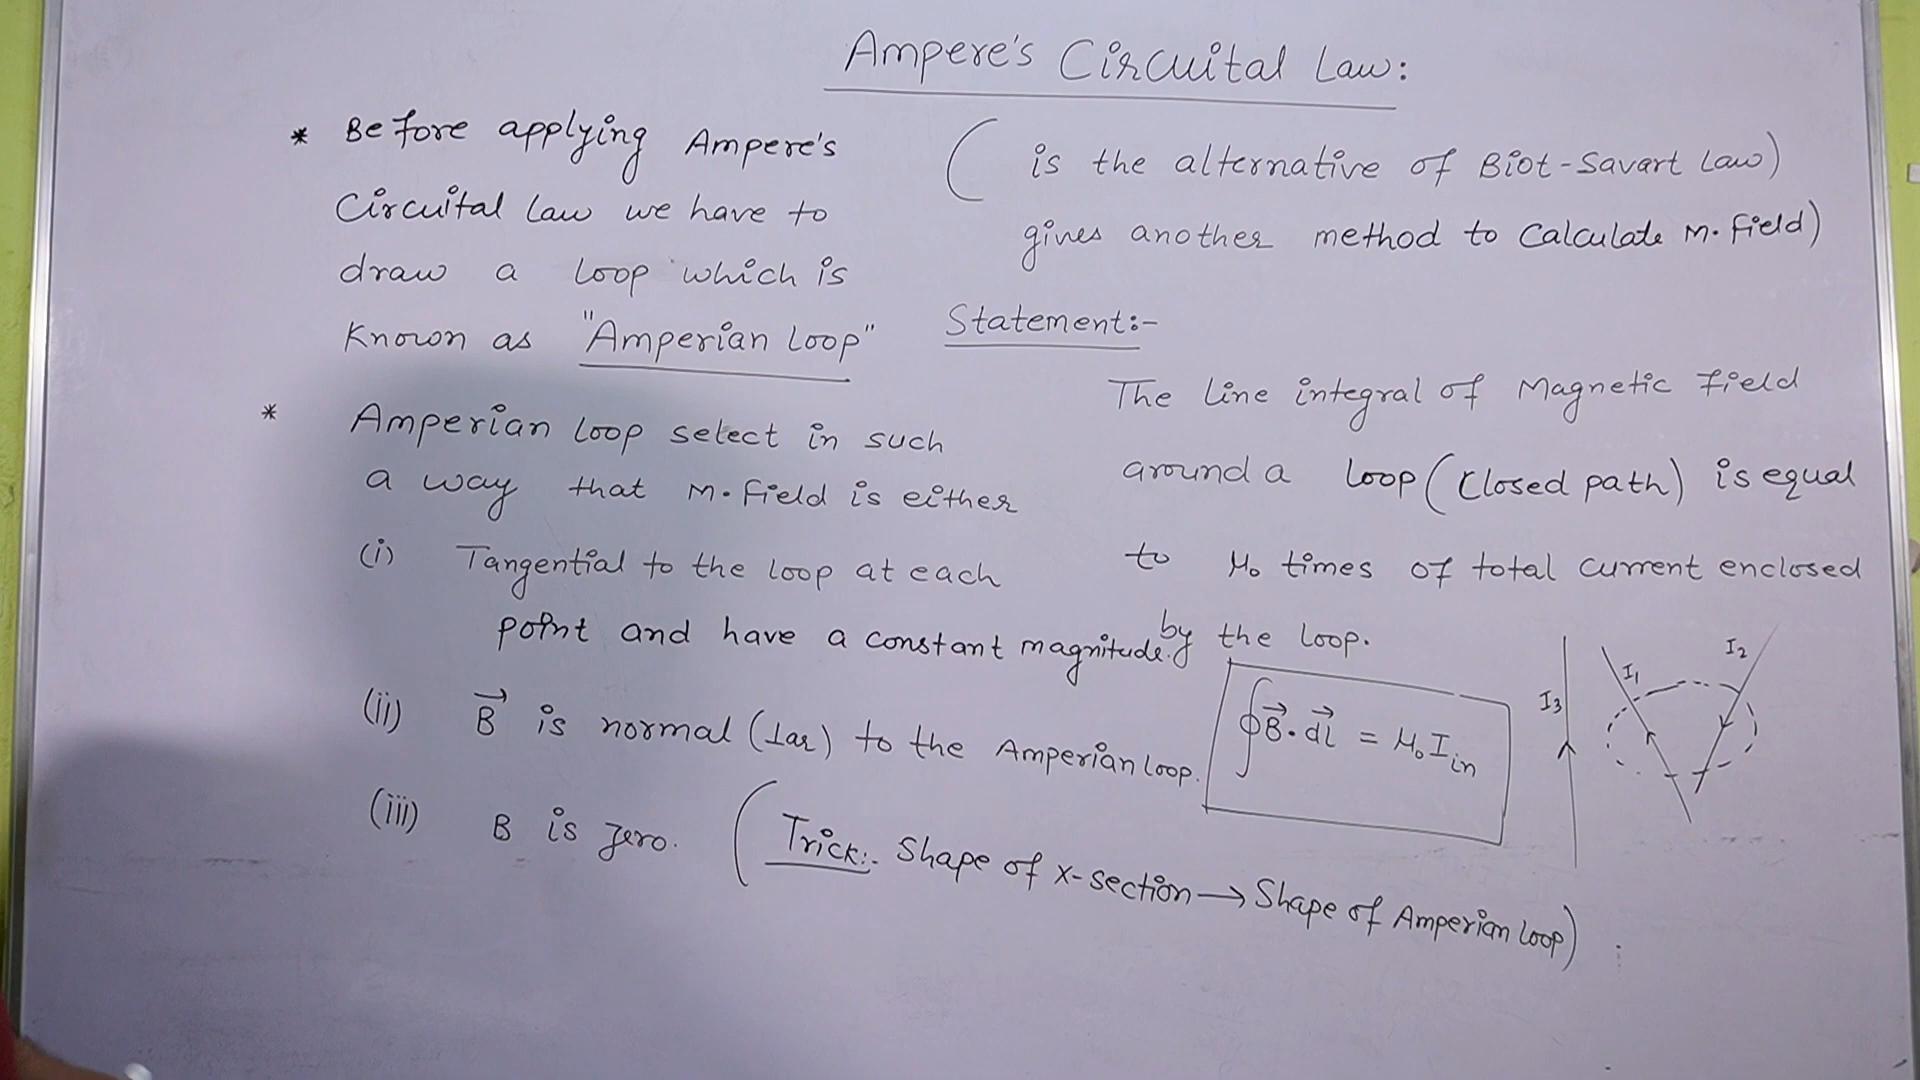 Ampere's Circuital Law:
* Before applying Ampere's
Circuital Law we have to
draw a Loop which is
Known as "Amperian Loop"
* Amperian Loop select in such
a way that M. Field is either
(i) Tangential to the Loop at each
point and have a constant magnitude.
(ii) B⃗ is normal (⊥ar) to the Amperian Loop.
(iii) B is zero.
(Trick:- Shape of x-section → Shape of Amperian Loop)
( is the alternative of Biot-Savart Law)
gives another method to Calculate M. Field)
Statement:-
The Line integral of Magnetic Field
around a Loop (Closed path) is equal
to μ₀ times of total current enclosed
by the Loop.
∮B⃗·dl⃗ = μ₀I_in
I₃
I₁
I₂